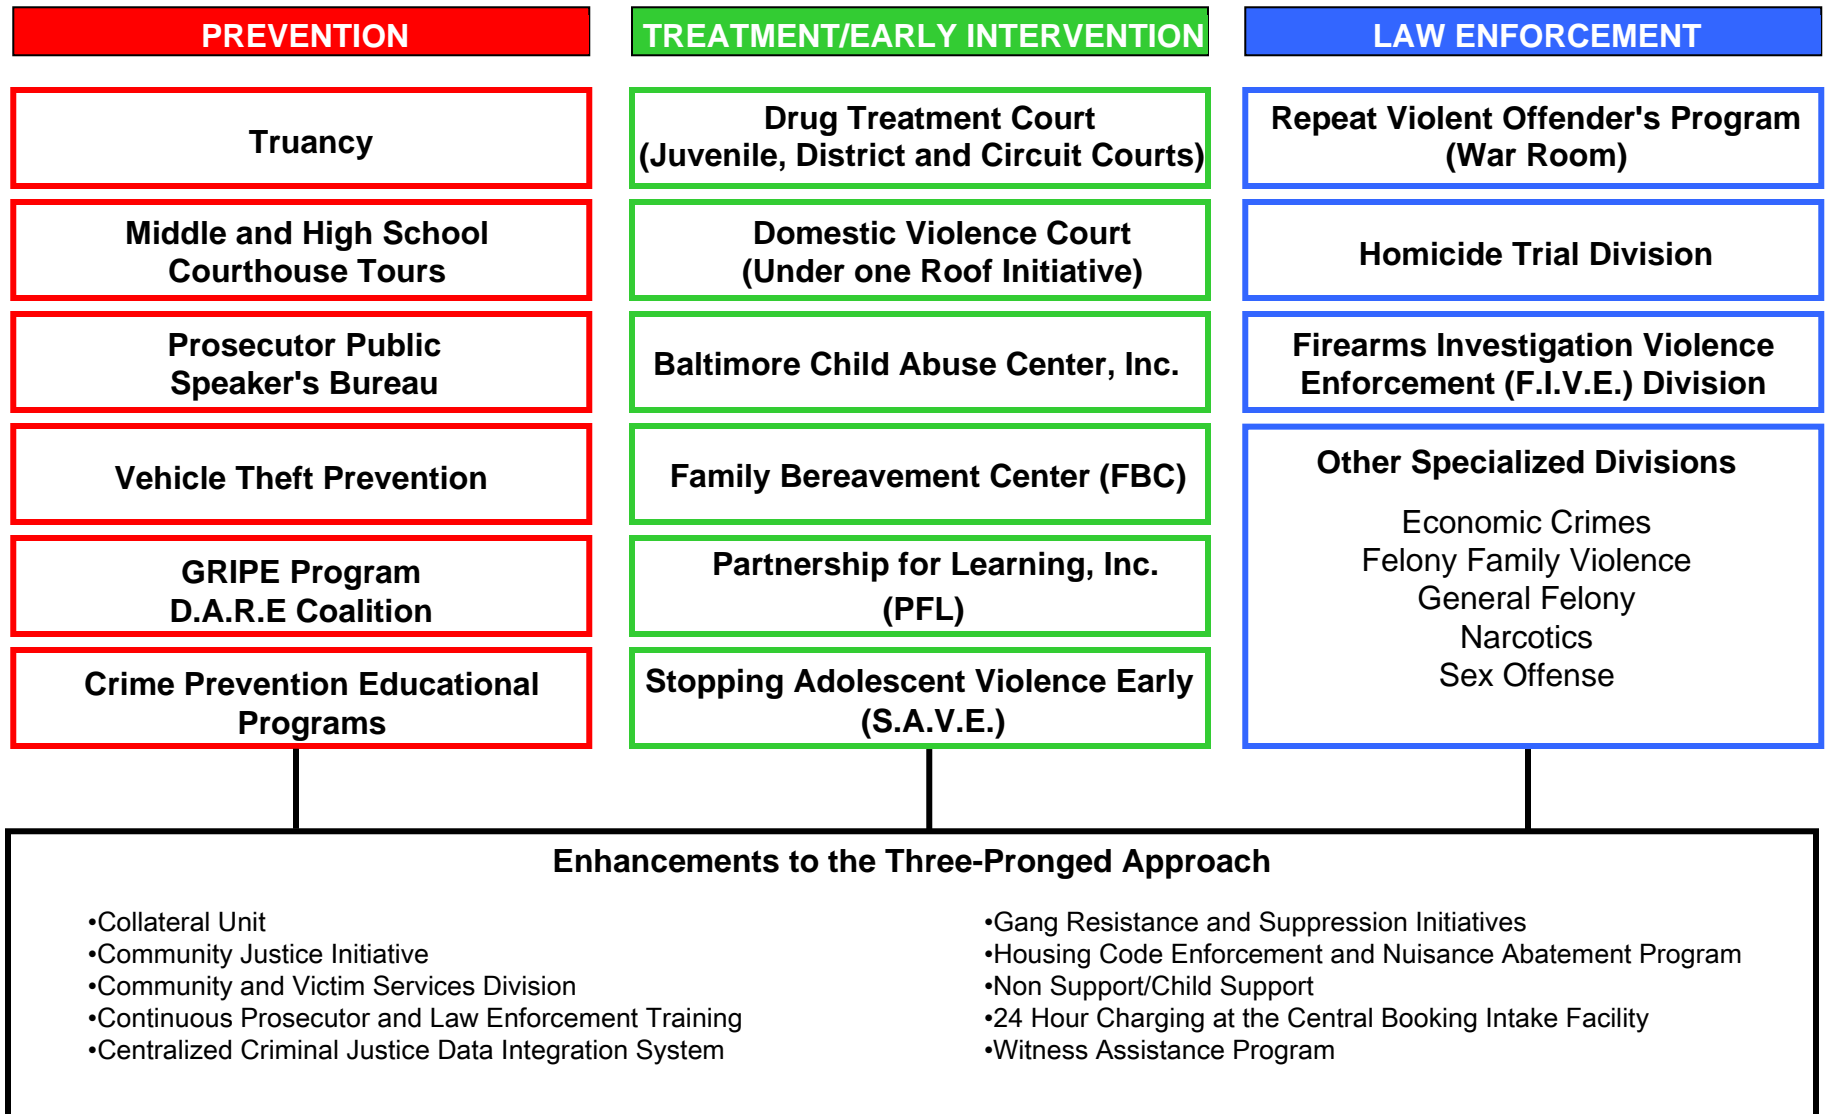 PREVENTION
Truancy
Middle and High School
Courthouse Tours
Prosecutor Public
Speaker's Bureau
Vehicle Theft Prevention
GRIPE Program
D.A.R.E Coalition
Crime Prevention Educational
Programs
TREATMENT/EARLY INTERVENTION
Drug Treatment Court
(Juvenile, District and Circuit Courts)
Domestic Violence Court
(Under one Roof Initiative)
Baltimore Child Abuse Center, Inc.
Family Bereavement Center (FBC)
Partnership for Learning, Inc.
(PFL)
Stopping Adolescent Violence Early
(S.A.V.E.)
LAW ENFORCEMENT
Repeat Violent Offender's Program
(War Room)
Homicide Trial Division
Firearms Investigation Violence
Enforcement (F.I.V.E.) Division
Other Specialized Divisions
Economic Crimes
Felony Family Violence
General Felony
Narcotics
Sex Offense
Enhancements to the Three-Pronged Approach
•Collateral Unit
•Community Justice Initiative
•Community and Victim Services Division
•Continuous Prosecutor and Law Enforcement Training
•Centralized Criminal Justice Data Integration System
•Gang Resistance and Suppression Initiatives
•Housing Code Enforcement and Nuisance Abatement Program
•Non Support/Child Support
•24 Hour Charging at the Central Booking Intake Facility
•Witness Assistance Program